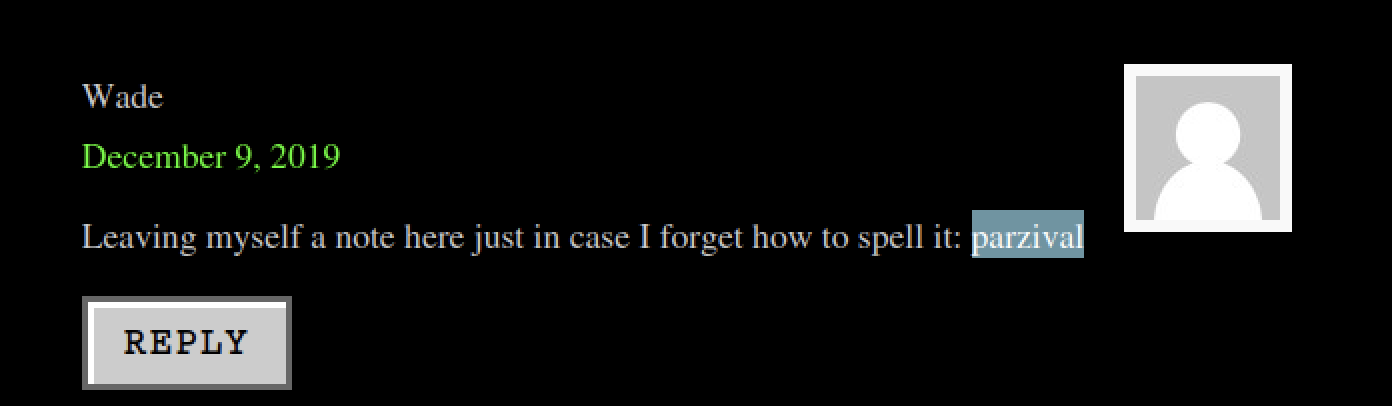 Wade
December 9, 2019
Leaving myself a note here just in case I forget how to spell it: parzival
REPLY